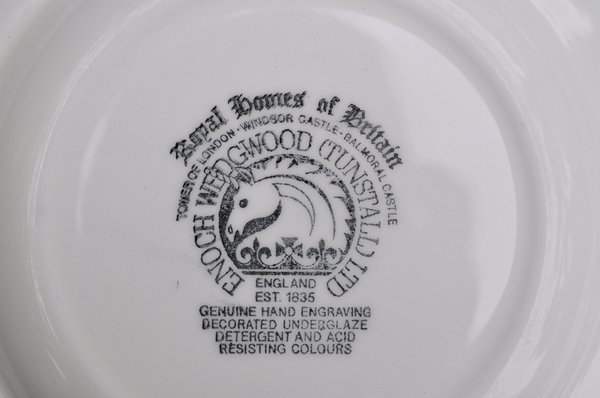 Royal Homes of Britain
TOWER OF LONDON · WINDSOR CASTLE · BALMORAL CASTLE
ENOCH WEDGWOOD (TUNSTALL) LTD
ENGLAND
EST. 1835
GENUINE HAND ENGRAVING
DECORATED UNDERGLAZE
DETERGENT AND ACID
RESISTING COLOURS